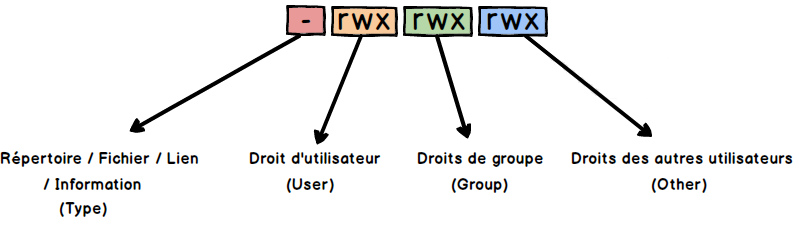 - rwx rwx rwx
Répertoire / Fichier / Lien
/ Information
(Type)
Droit d'utilisateur
(User)
Droits de groupe
(Group)
Droits des autres utilisateurs
(Other)